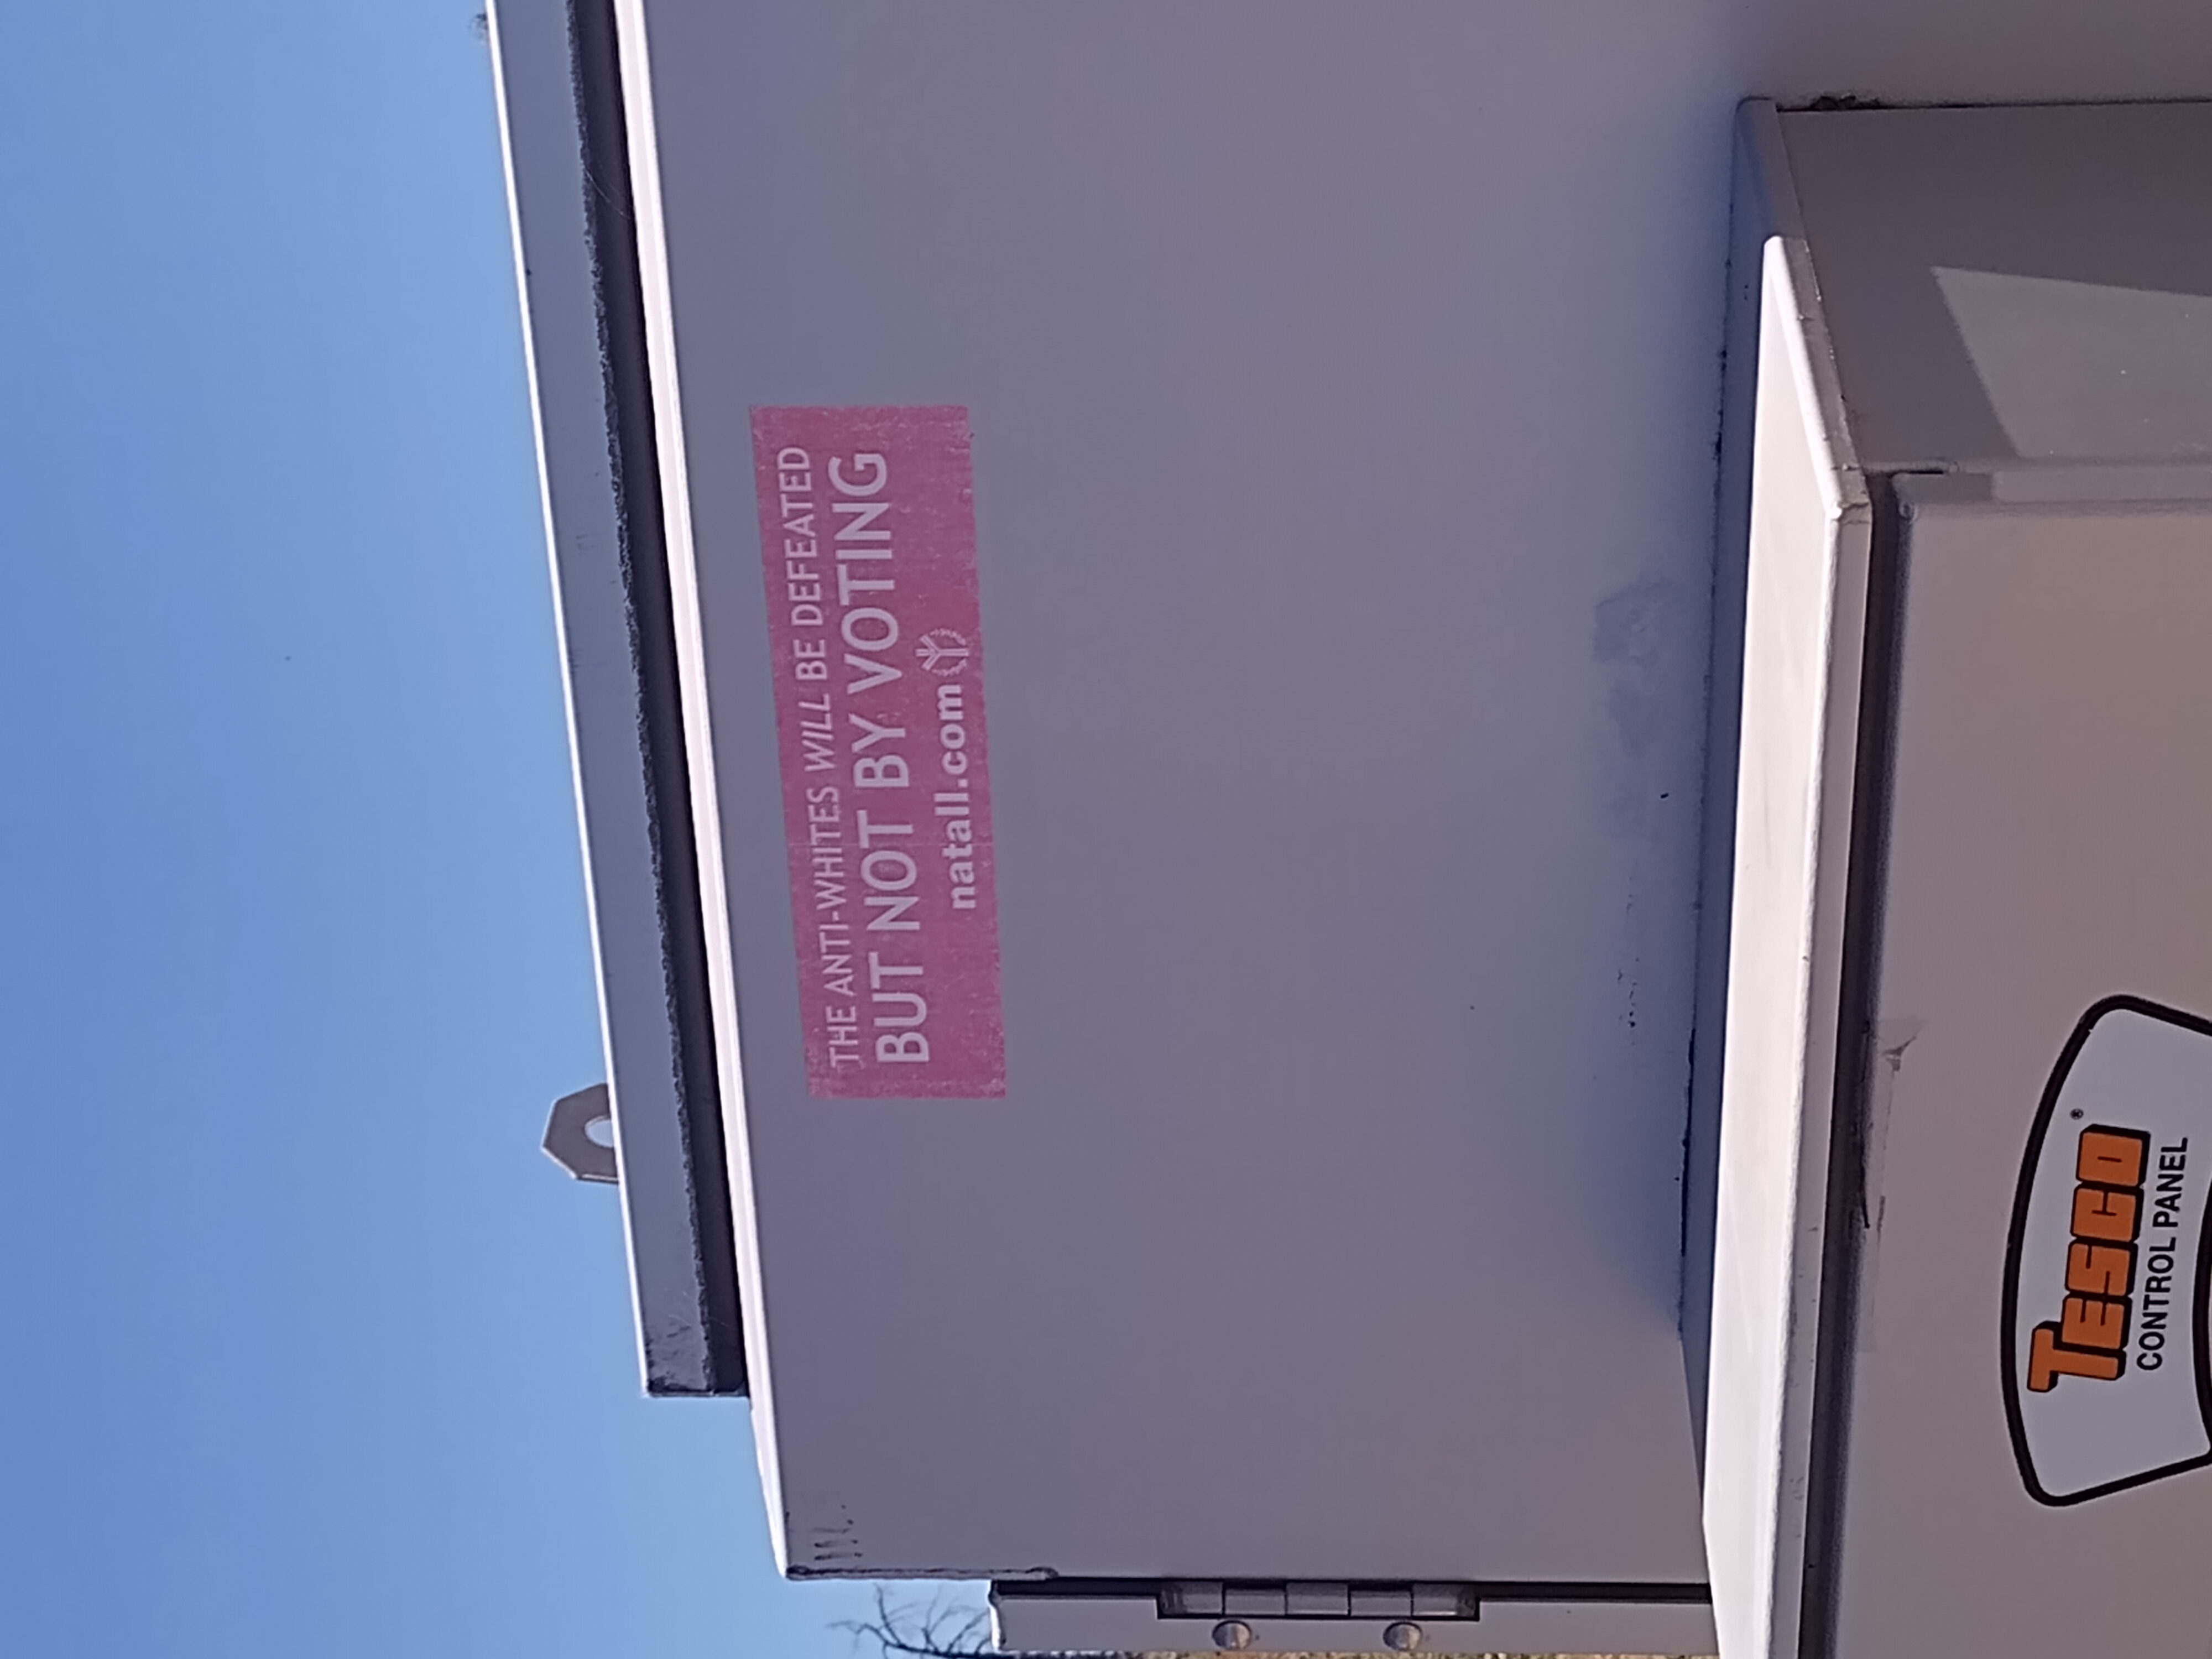 THE ANTI-WHITES WILL BE DEFEATED
BUT NOT BY VOTING
natall.com
TESCO®
CONTROL PANEL